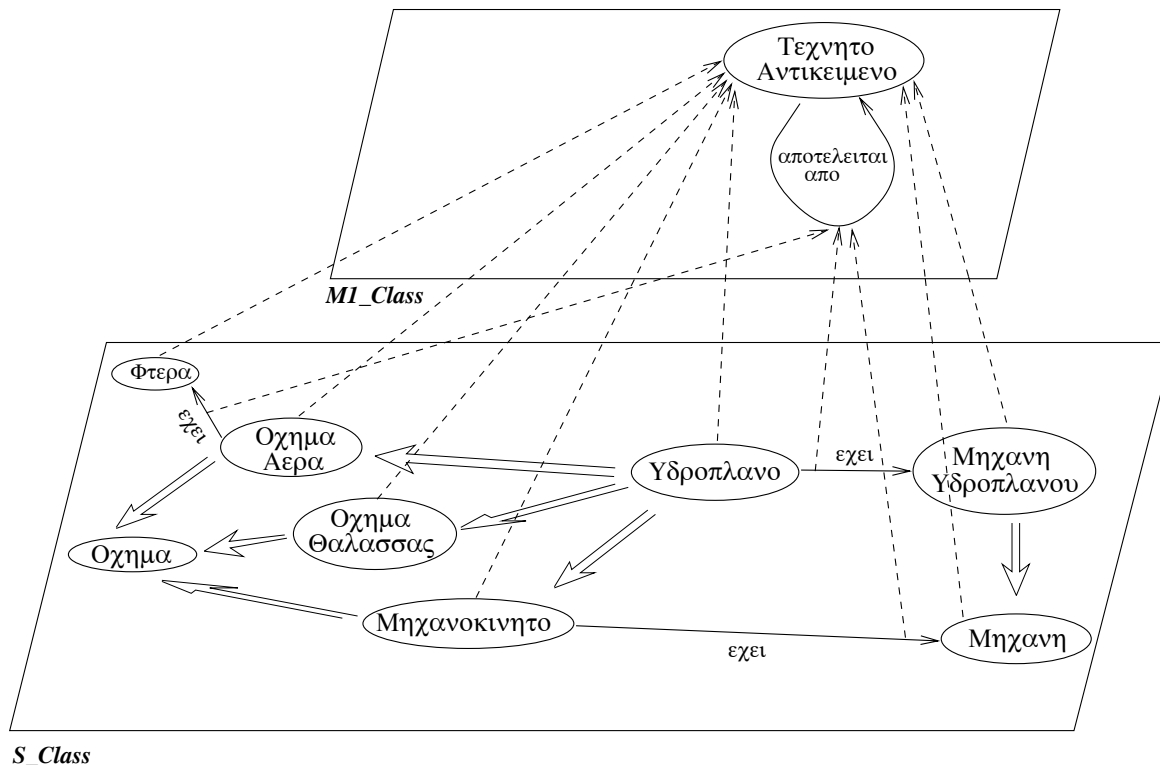 Τεχνητο
Αντικειμενο
αποτελειται
απο
M1_Class
Φτερα
εχει
Οχημα
Αερα
Υδροπλανο
εχει
Μηχανη
Υδροπλανου
Οχημα
Θαλασσας
Οχημα
Μηχανοκινητο
εχει
Μηχανη
S_Class